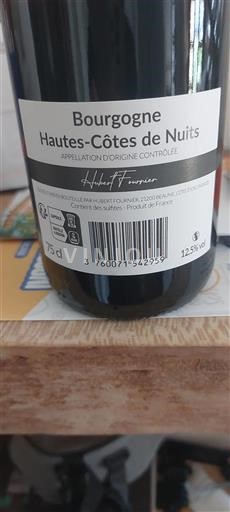 Bourgogne
Hautes-Côtes de Nuits
APPELLATION D'ORIGINE CONTRÔLÉE
Hubert Fournier
MIS EN BOUTEILLE PAR HUBERT FOURNIER, 21200 BEAUNE, CÔTE D'OR, FRANCE
Contient des sulfites - Produit de France
75 cl
12.5% vol
3 760071 542959